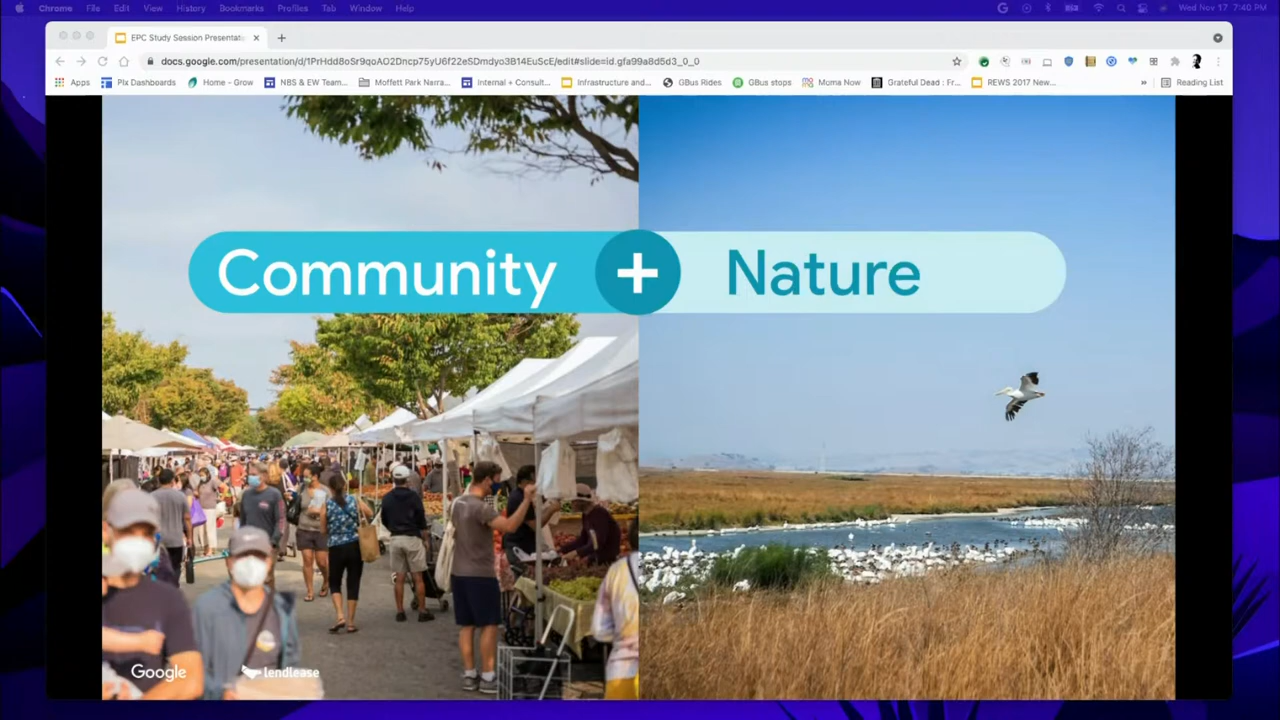 Chrome File Edit View History Bookmarks Profiles Tab Window Help
Wed Nov 17 7:40 PM
EPC Study Session Presentatic
docs.google.com/presentation/d/1PrHdd8oSr9qoAO2Dncp75yU6f22eSDmdyo3B14EuScE/edit#slide=id.gfa99a8d5d3_0_0
Apps Plx Dashboards Home - Grow NBS & EW Team... Moffett Park Narra... Internal + Consult... Infrastructure and... GBus Rides GBus stops Moma Now Grateful Dead : Fr... REWS 2017 New... » Reading List
Community + Nature
Google lendlease